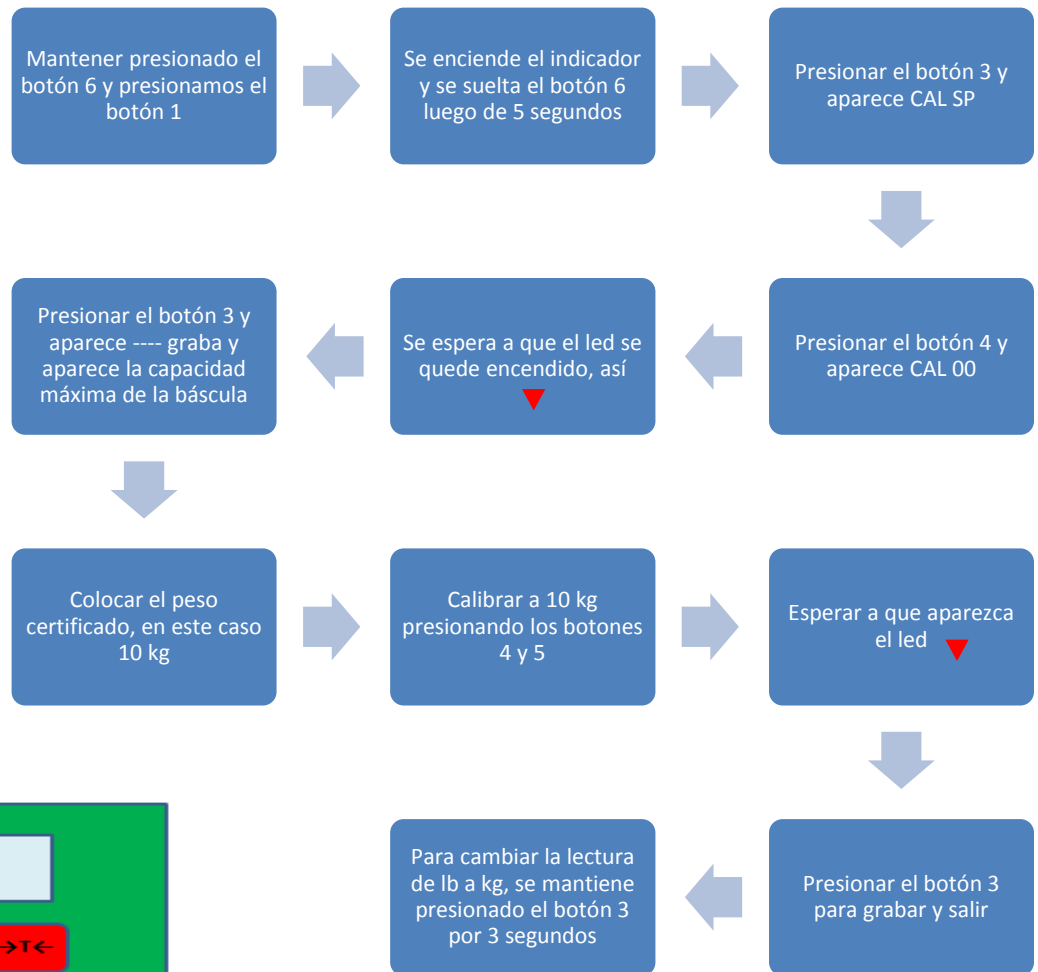 Mantener presionado el
botón 6 y presionamos el
botón 1
Se enciende el indicador
y se suelta el botón 6
luego de 5 segundos
Presionar el botón 3 y
aparece CAL SP
Presionar el botón 4 y
aparece CAL 00
Se espera a que el led se
quede encendido, así
Presionar el botón 3 y
aparece ---- graba y
aparece la capacidad
máxima de la báscula
Colocar el peso
certificado, en este caso
10 kg
Calibrar a 10 kg
presionando los botones
4 y 5
Esperar a que aparezca
el led
Presionar el botón 3
para grabar y salir
Para cambiar la lectura
de lb a kg, se mantiene
presionado el botón 3
por 3 segundos
→T←